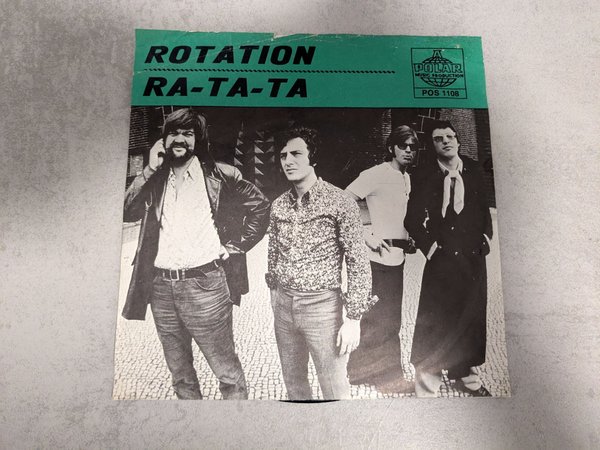 ROTATION
RA-TA-TA
A
POLAR
MUSIC PRODUCTION
POS 1108